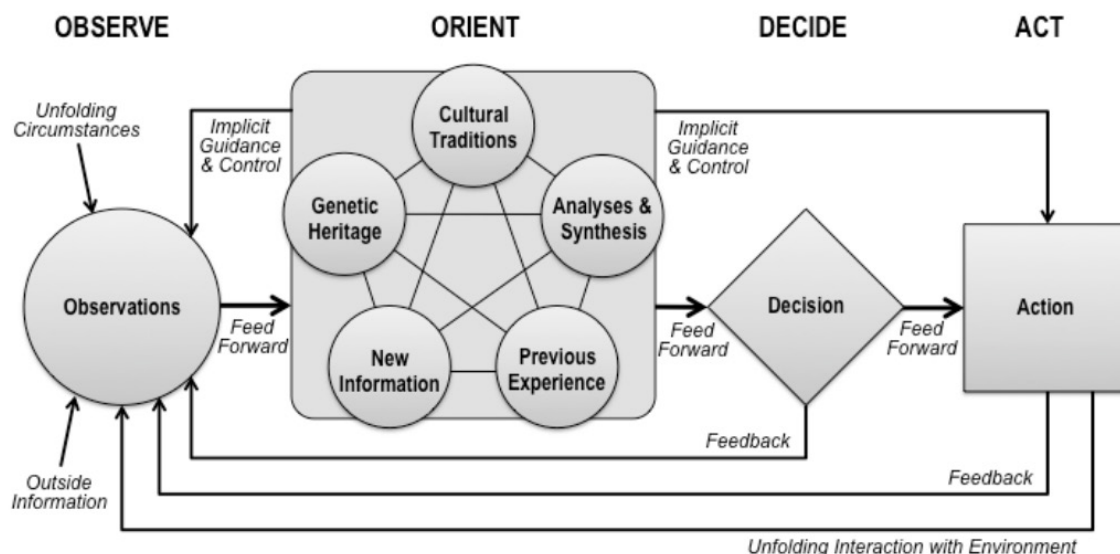 OBSERVE
ORIENT
DECIDE
ACT
Unfolding
Circumstances
Implicit
Guidance
& Control
Cultural
Traditions
Implicit
Guidance
& Control
Genetic
Heritage
Analyses &
Synthesis
Observations
Feed
Forward
New
Information
Previous
Experience
Feed
Forward
Decision
Feed
Forward
Action
Outside
Information
Feedback
Feedback
Unfolding Interaction with Environment